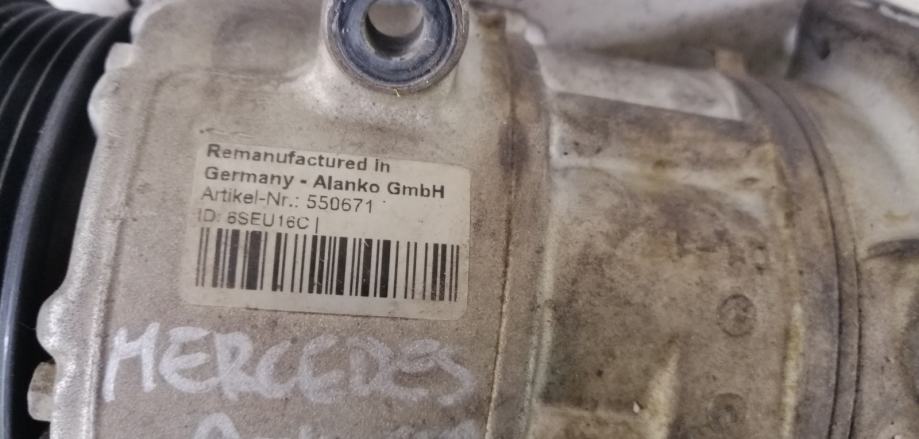 Remanufactured in
Germany - Alanko GmbH
Artikel-Nr.: 550671
ID: 6SEU16C |
MERCEDES